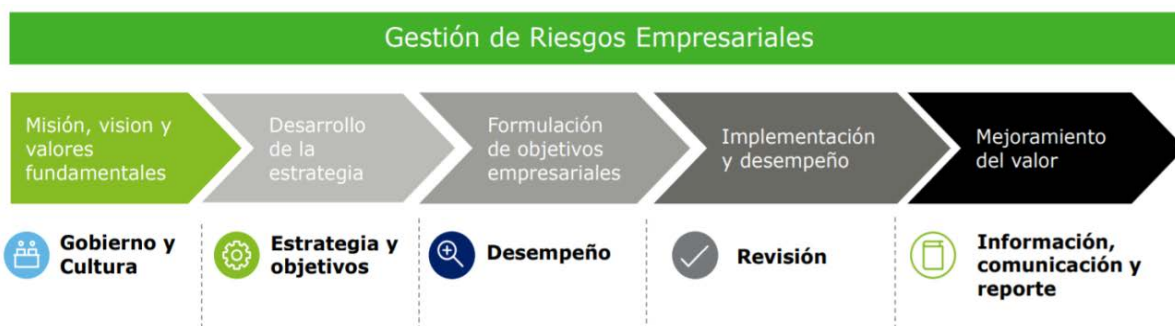 Gestión de Riesgos Empresariales
Misión, vision y
valores
fundamentales
Desarrollo
de la
estrategia
Formulación
de objetivos
empresariales
Implementación
y desempeño
Mejoramiento
del valor
Gobierno y
Cultura
Estrategia y
objetivos
Desempeño
Revisión
Información,
comunicación y
reporte